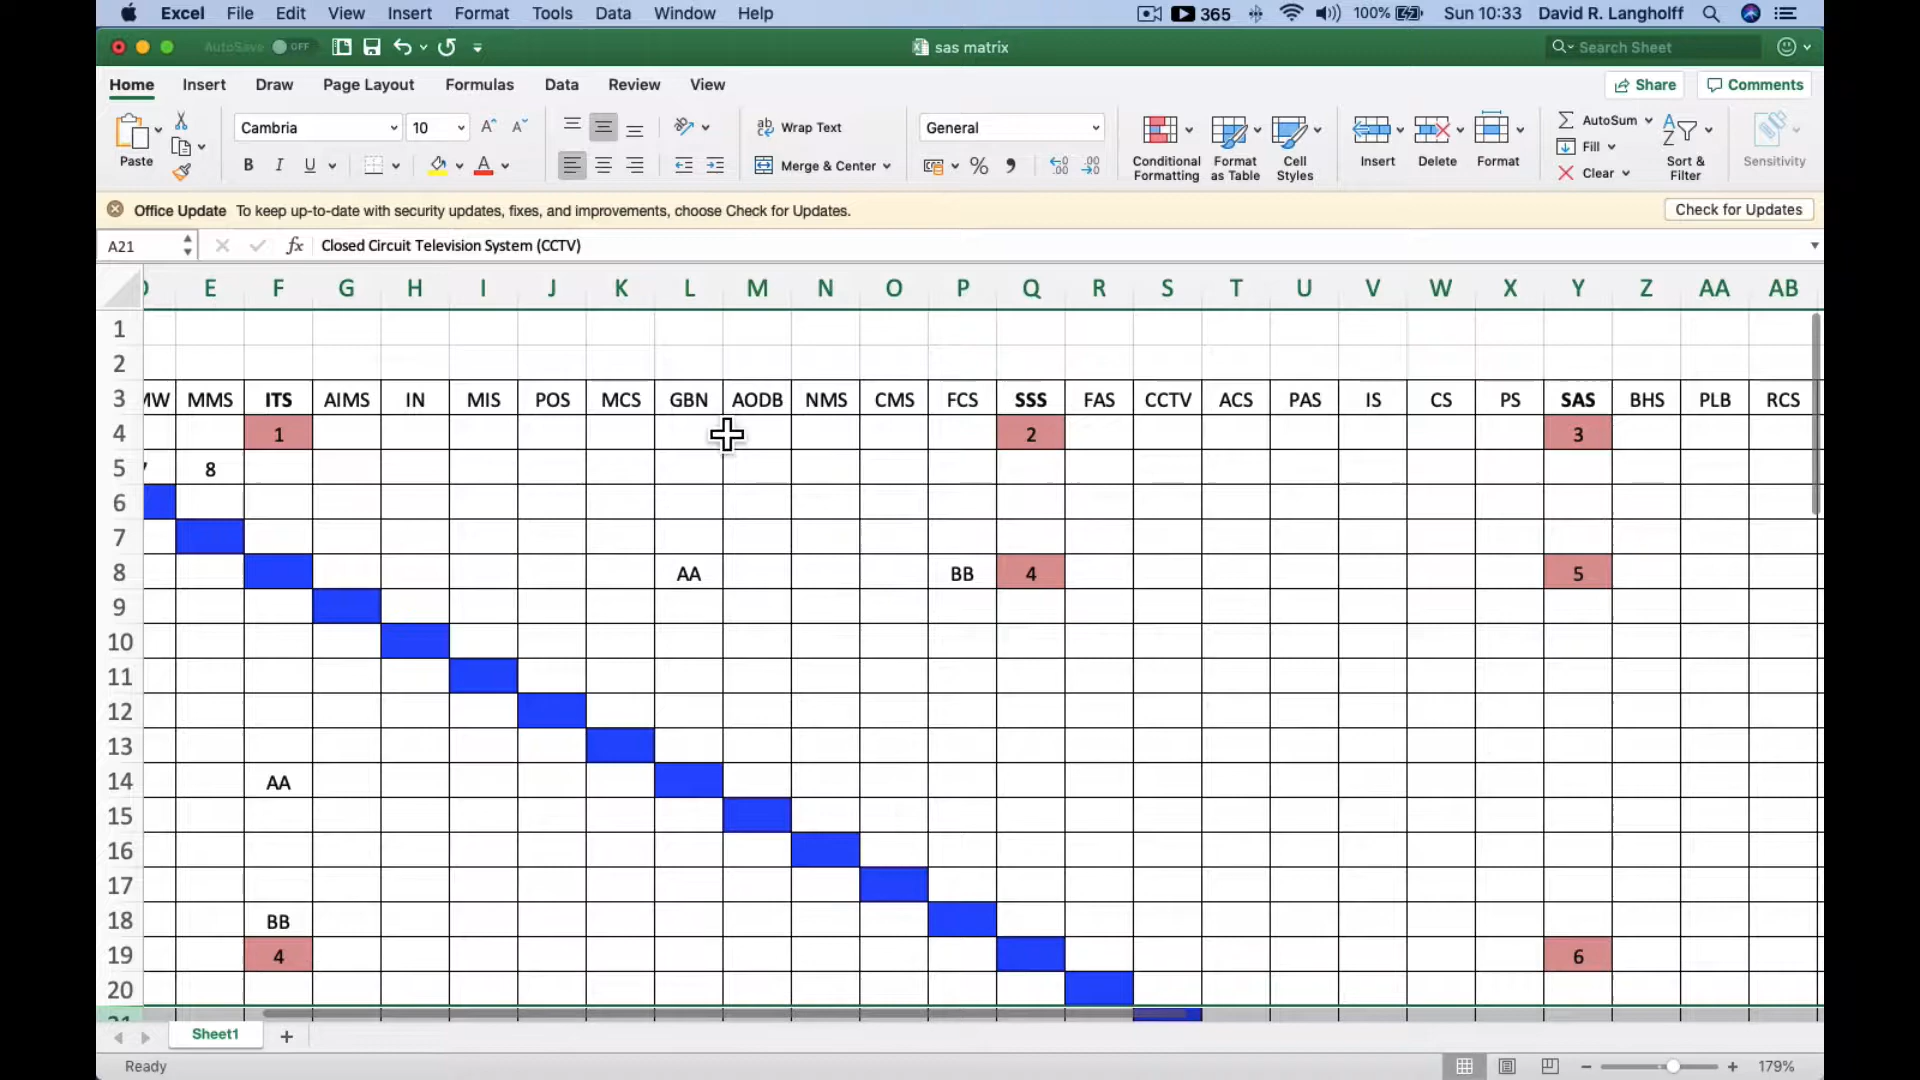 Excel File Edit View Insert Format Tools Data Window Help 365 100% Sun 10:33 David R. Langholff
AutoSave OFF sas matrix Search Sheet
Home Insert Draw Page Layout Formulas Data Review View Share Comments
Paste Cambria 10 Wrap Text General Conditional Formatting Format as Table Cell Styles Insert Delete Format AutoSum Fill Clear Sort & Filter Sensitivity
B I U Merge & Center
Office Update To keep up-to-date with security updates, fixes, and improvements, choose Check for Updates. Check for Updates
A21 fx Closed Circuit Television System (CCTV)
E F G H I J K L M N O P Q R S T U V W X Y Z AA AB
1
2
3 MW MMS ITS AIMS IN MIS POS MCS GBN AODB NMS CMS FCS SSS FAS CCTV ACS PAS IS CS PS SAS BHS PLB RCS
4 1 2 3
5 8
6
7
8 AA BB 4 5
9
10
11
12
13
14 AA
15
16
17
18 BB
19 4 6
20
21
Sheet1 +
Ready 179%